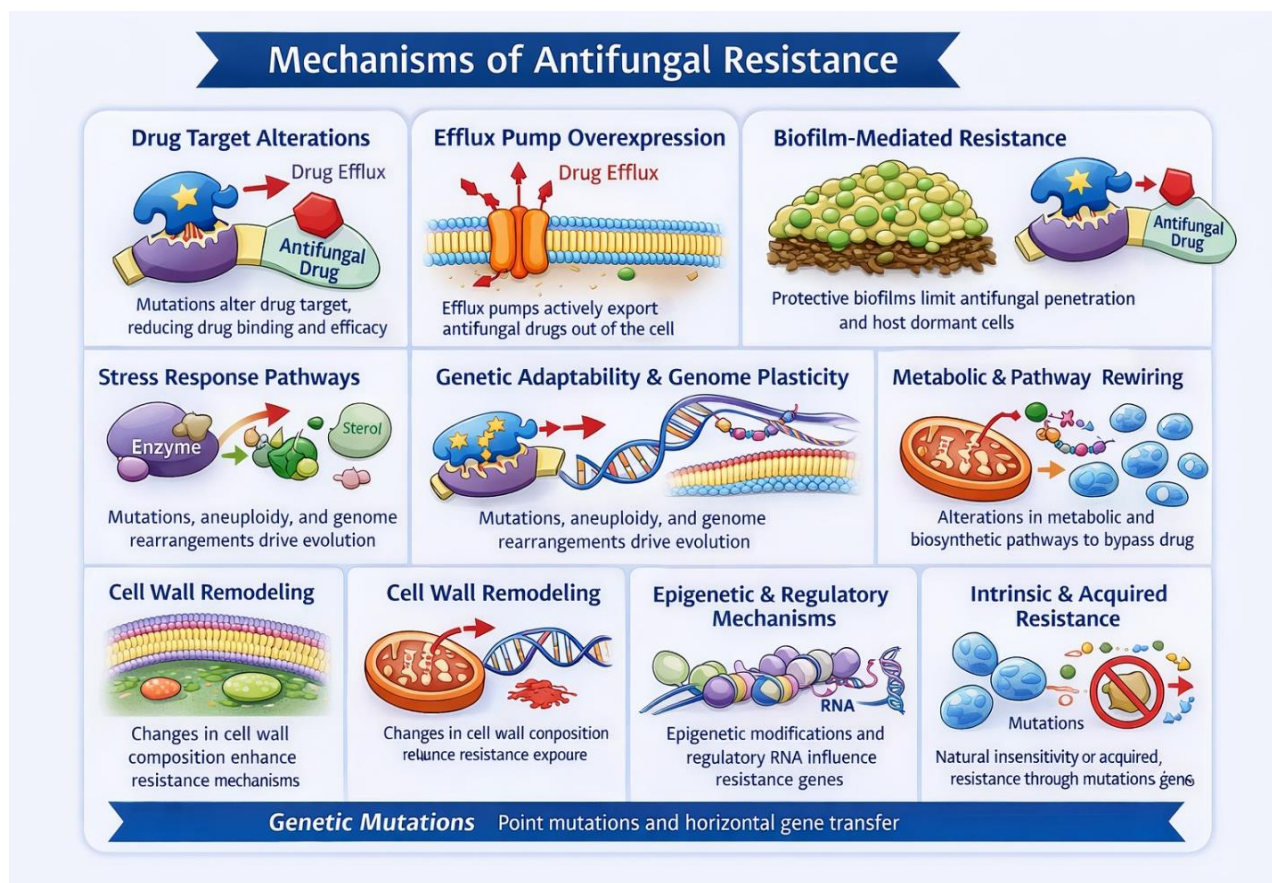 Mechanisms of Antifungal Resistance
Drug Target Alterations
Drug Efflux
Antifungal
Drug
Mutations alter drug target,
reducing drug binding and efficacy
Efflux Pump Overexpression
Drug Efflux
Efflux pumps actively export
antifungal drugs out of the cell
Biofilm-Mediated Resistance
Antifungal
Drug
Protective biofilms limit antifungal penetration
and host dormant cells
Stress Response Pathways
Enzyme
Sterol
Mutations, aneuploidy, and genome
rearrangements drive evolution
Genetic Adaptability & Genome Plasticity
Mutations, aneuploidy, and genome
rearrangements drive evolution
Metabolic & Pathway Rewiring
Alterations in metabolic and
biosynthetic pathways to bypass drug
Cell Wall Remodeling
Changes in cell wall
composition enhance
resistance mechanisms
Cell Wall Remodeling
Changes in cell wall conposition
resistance expoure
Epigenetic & Regulatory
Mechanisms
RNA
Epigenetic modifications and
regulatory RNA influence
resistance genes
Intrinsic & Acquired
Resistance
Mutations
Natural insensitivity or acquired,
resistance through mutations
Genetic Mutations Point mutations and horizontal gene transfer